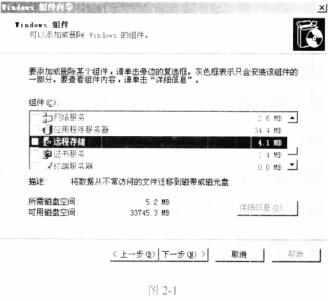 Windows 组件向导
Windows 组件
可以添加或删除 Windows 的组件。
要添加或删除某个组件，请单击旁边的复选框。灰色框表示只会安装该组件的
一部分。要查看组件内容，请单击“详细信息”。
组件(C):
网络服务 2.6 MB
应用程序服务器 34.4 MB
远程存储 4.1 MB
证书服务 1.4 MB
终端服务器 0.0 MB
描述: 将数据从不常访问的文件迁移到磁带或磁光盘
所需磁盘空间: 5.2 MB
可用磁盘空间: 33745.3 MB
详细信息(D)
< 上一步(B) 下一步(N) > 取消 帮助
图 2-1